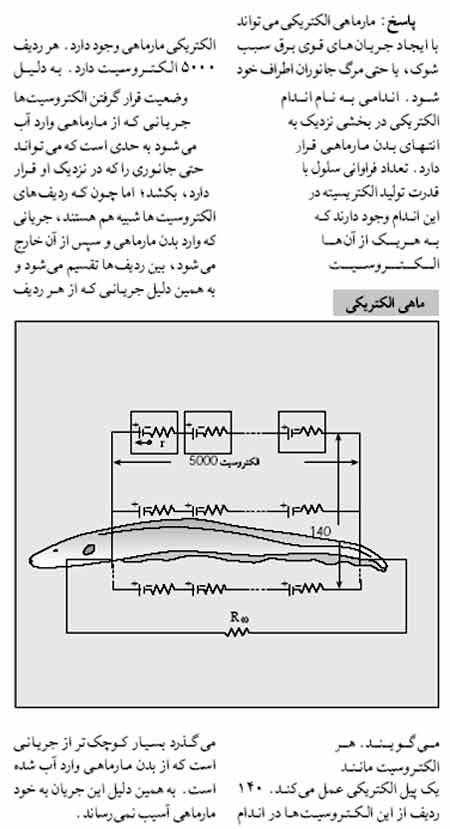 پاسخ: مارماهی الکتریکی می‌تواند
با ایجاد جریان‌های قوی برق سبب
شوک، یا حتی مرگ جانوران اطراف خود
شود. اندامی به نام اندام
الکتریکی در بخشی نزدیک به
انتهای بدن مارماهی قرار
دارد. تعداد فراوانی سلول با
قدرت تولید الکتریسیته در
این اندام وجود دارند که
به هریک از آن‌ها
الکتروسیت
ماهی الکتریکی
می‌گویند. هر
الکتروسیت مانند
یک پیل الکتریکی عمل می‌کند. ۱۴۰
ردیف از این الکتروسیت‌ها در اندام
الکتریکی مارماهی وجود دارد. هر ردیف
۵۰۰۰ الکتروسیت دارد. به دلیل
وضعیت قرار گرفتن الکتروسیت‌ها
جریانی که از مارماهی وارد آب
می‌شود به حدی است که می‌تواند
حتی جانوری را که در نزدیک او قرار
دارد، بکشد؛ اما چون که ردیف‌های
الکتروسیت‌ها شبیه هم هستند، جریانی
که وارد بدن مارماهی و سپس از آن خارج
می‌شود، بین ردیف‌ها تقسیم می‌شود و
به همین دلیل جریانی که از هر ردیف
می‌گذرد بسیار کوچک‌تر از جریانی
است که از بدن مارماهی وارد آب شده
است. به همین دلیل این جریان به خود
مارماهی آسیب نمی‌رساند.
+ + +
r
5000 الکتروسیت
+ + +
140
+ + +
Rω